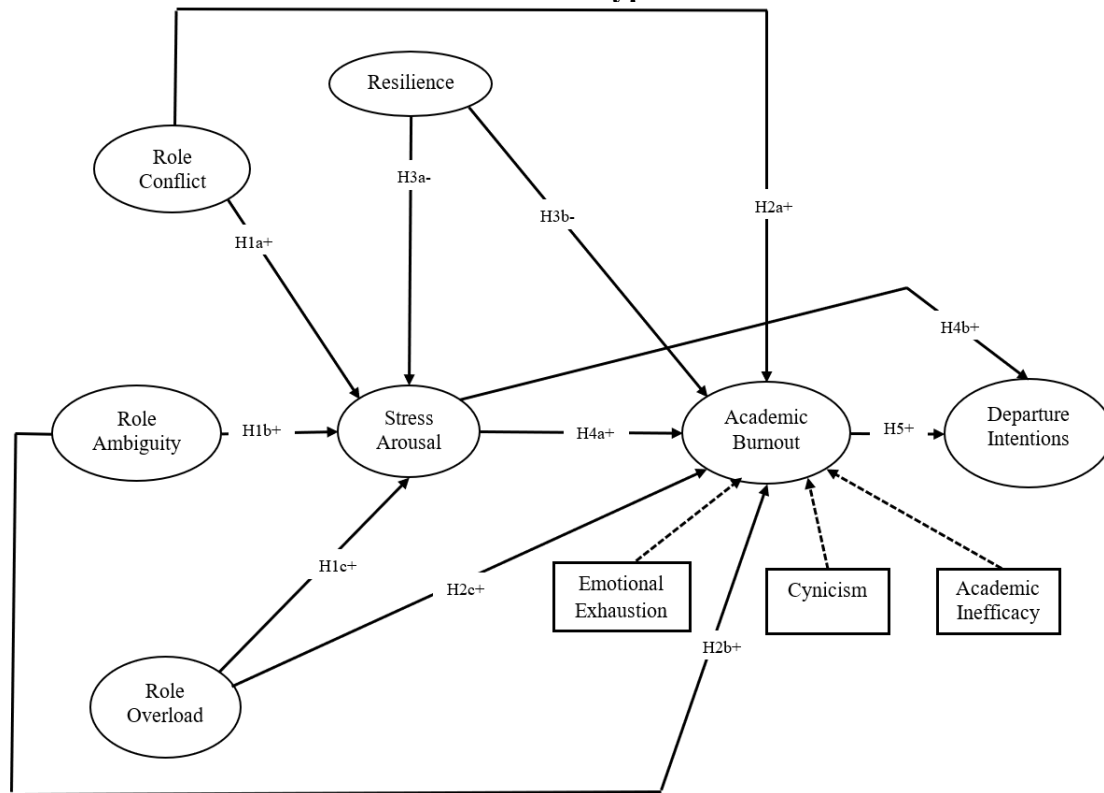 Resilience
Role
Conflict
H3a-
H2a+
H3b-
H1a+
H4b+
Role
Ambiguity
H1b+
Stress
Arousal
H4a+
Academic
Burnout
H5+
Departure
Intentions
H1c+
H2c+
Emotional
Exhaustion
Cynicism
Academic
Inefficacy
H2b+
Role
Overload